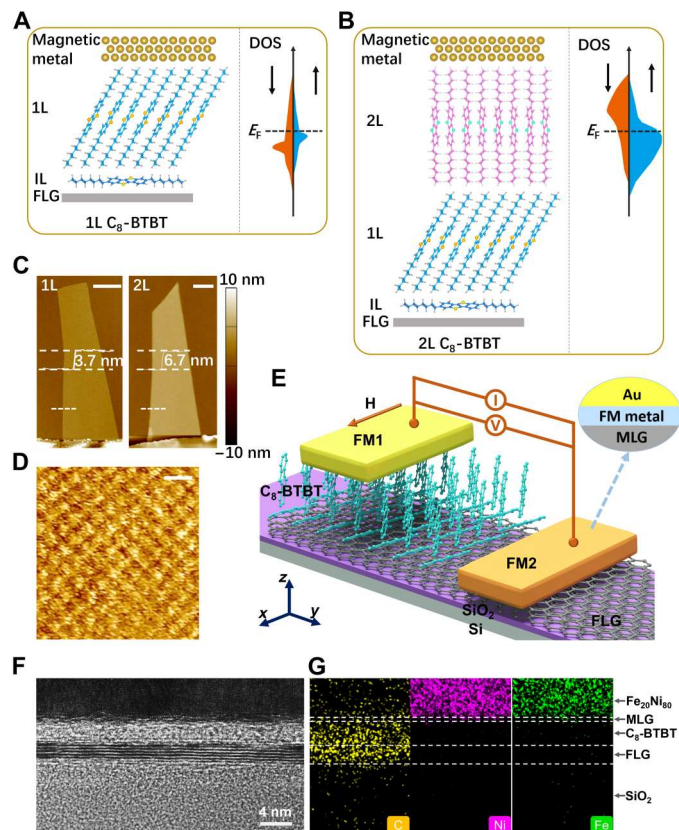 A
Magnetic
metal
DOS
1L
E_F
IL
FLG
1L C₈-BTBT
B
Magnetic
metal
DOS
2L
E_F
1L
IL
FLG
2L C₈-BTBT
C
1L
2L
10 nm
3.7 nm
6.7 nm
−10 nm
D
E
H
I
V
FM1
Au
FM metal
MLG
C₈-BTBT
FM2
z
x
y
SiO₂
Si
FLG
F
4 nm
G
Fe₂₀Ni₈₀
MLG
C₈-BTBT
FLG
SiO₂
C
Ni
Fe